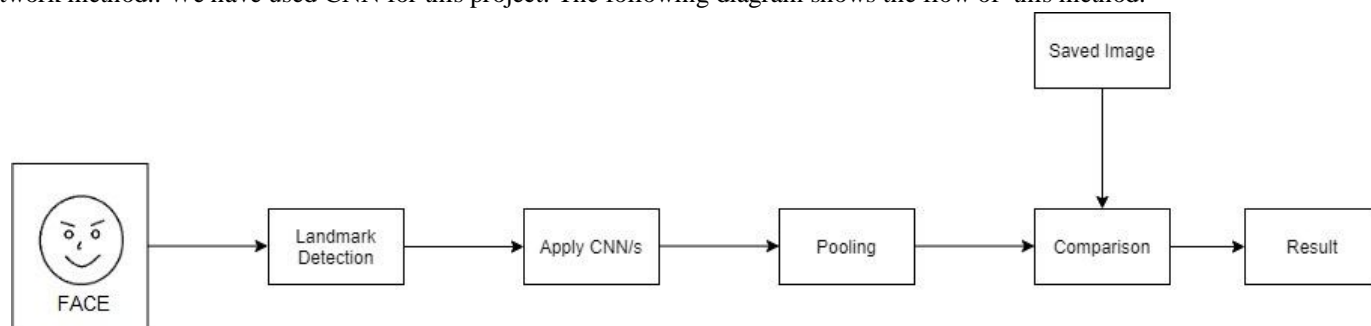 twork method.. We have used CNN for this project. The following diagram shows the flow of this method.
Saved Image
FACE
Landmark
Detection
Apply CNN/s
Pooling
Comparison
Result